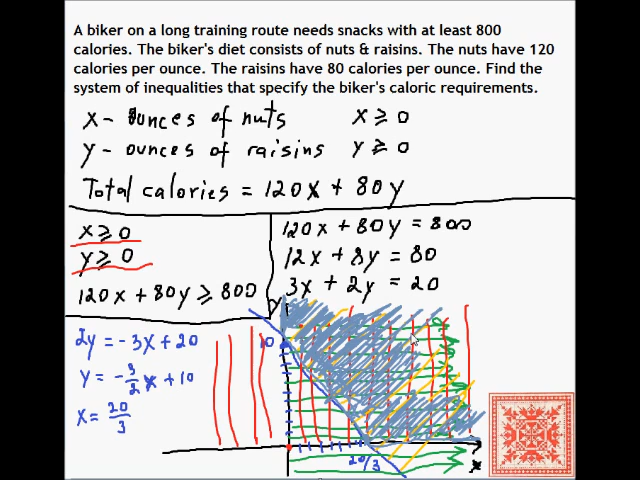 A biker on a long training route needs snacks with at least 800
calories. The biker's diet consists of nuts & raisins. The nuts have 120
calories per ounce. The raisins have 80 calories per ounce. Find the
system of inequalities that specify the biker's caloric requirements.
x - ounces of nuts x ≥ 0
y - ounces of raisins y ≥ 0
Total calories = 120x + 80y
x ≥ 0
y ≥ 0
120x + 80y ≥ 800
120x + 80y = 800
12x + 8y = 80
3x + 2y = 20
2y = -3x + 20
y = -3/2 x + 10
x = 20/3
y
10
20/3
x